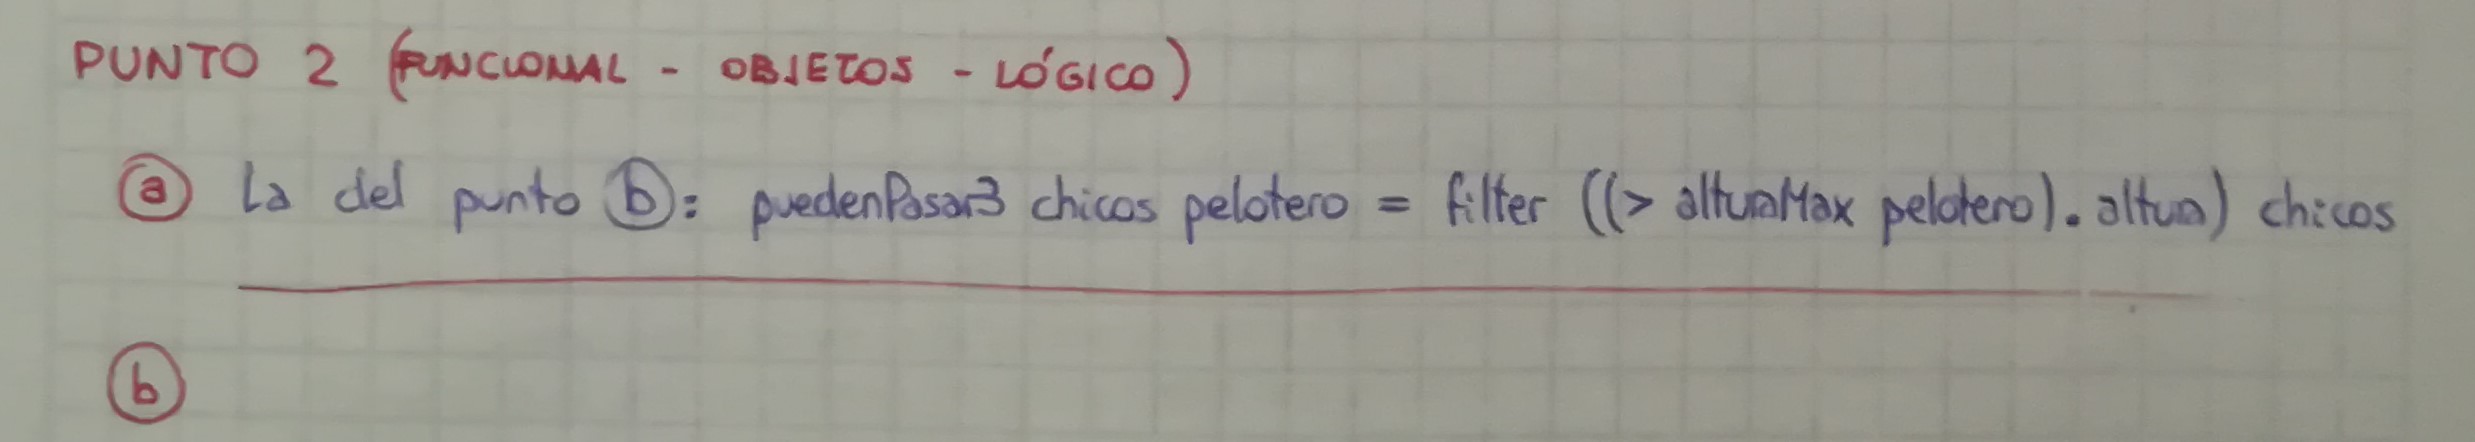 PUNTO 2 (FUNCIONAL - OBJETOS - LÓGICO)
a La del punto b: puedenPasar3 chicos pelotero = filter ((> alturaMax pelotero). altura) chicos
b